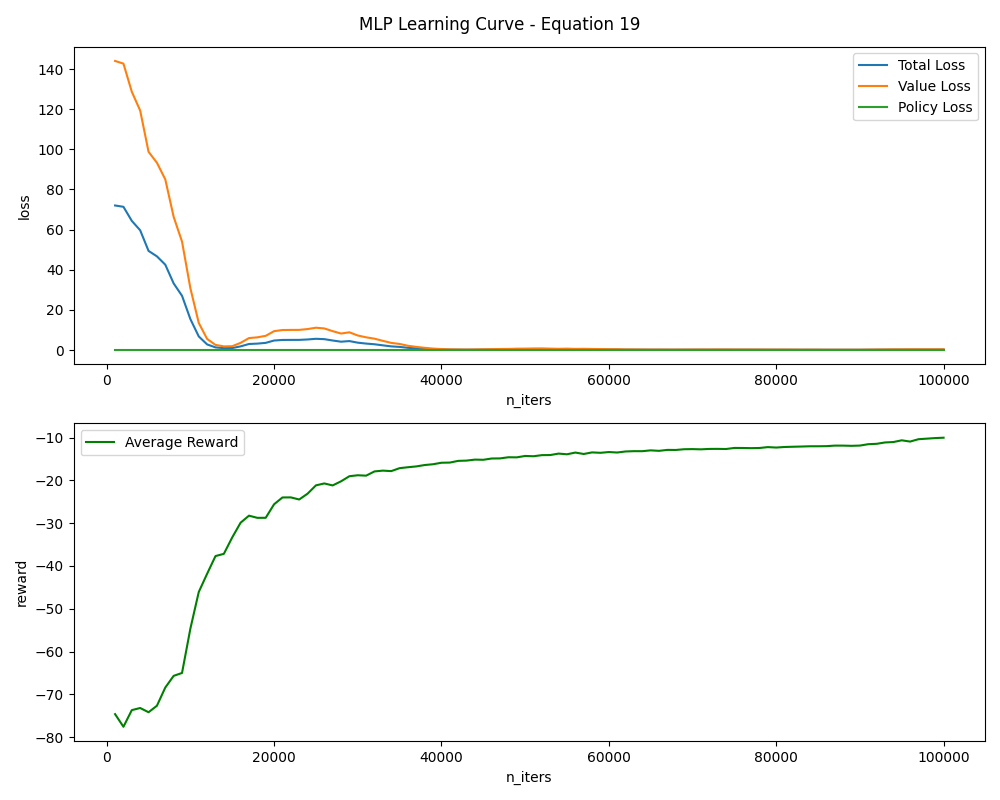 MLP Learning Curve - Equation 19
140
120
100
80
60
40
20
0
loss
Total Loss
Value Loss
Policy Loss
0 20000 40000 60000 80000 100000
n_iters
−10
−20
−30
−40
−50
−60
−70
−80
reward
Average Reward
0 20000 40000 60000 80000 100000
n_iters